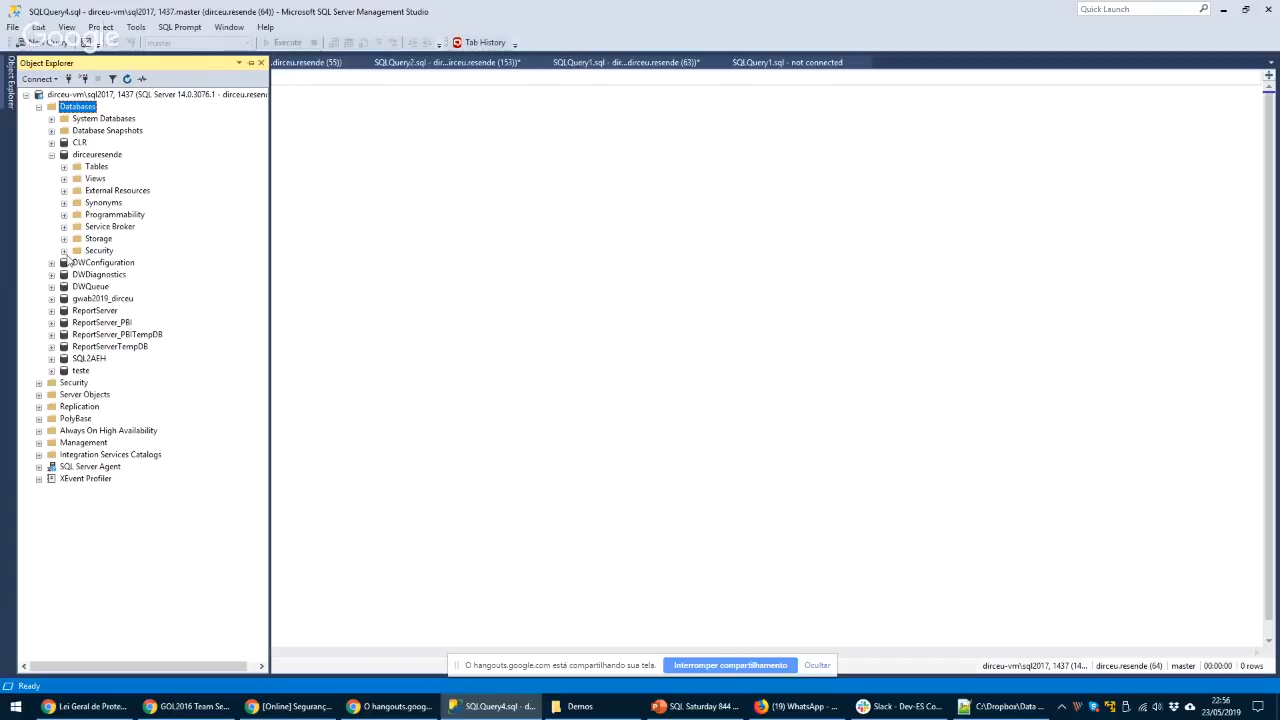 SQLQuery4.sql - dirceu-vm\sql2017, 1437.master (dirceu.resende (64)) - Microsoft SQL Server Management Studio
Quick Launch
File Edit View Project Tools SQL Prompt Window Help
Google
New Query master Execute Tab History
Object Explorer
.dirceu.resende (55))
SQLQuery2.sql - dir...irceu.resende (153))*
SQLQuery1.sql - dir...dirceu.resende (63))*
SQLQuery1.sql - not connected
Object Explorer
Connect
dirceu-vm\sql2017, 1437 (SQL Server 14.0.3076.1 - dirceu.resen
Databases
System Databases
Database Snapshots
CLR
dirceuresende
Tables
Views
External Resources
Synonyms
Programmability
Service Broker
Storage
Security
DWConfiguration
DWDiagnostics
DWQueue
gwab2019_dirceu
ReportServer
ReportServer_PBI
ReportServer_PBITempDB
ReportServerTempDB
SQL2AEH
teste
Security
Server Objects
Replication
PolyBase
Always On High Availability
Management
Integration Services Catalogs
SQL Server Agent
XEvent Profiler
O hangouts.google.com está compartilhando sua tela.
Interromper compartilhamento
Ocultar
dirceu-vm\sql2017, 1437 (14...
dirceu.resende (64)
master
00:00:00
0 rows
Ready
Lei Geral de Prote...
GOL2016 Team Se...
[Online] Seguranç...
O hangouts.goog...
SQLQuery4.sql - d...
Demos
SQL Saturday 844 ...
(19) WhatsApp - ...
Slack - Dev-ES Co...
C:\Dropbox\Data ...
22:56
23/05/2019